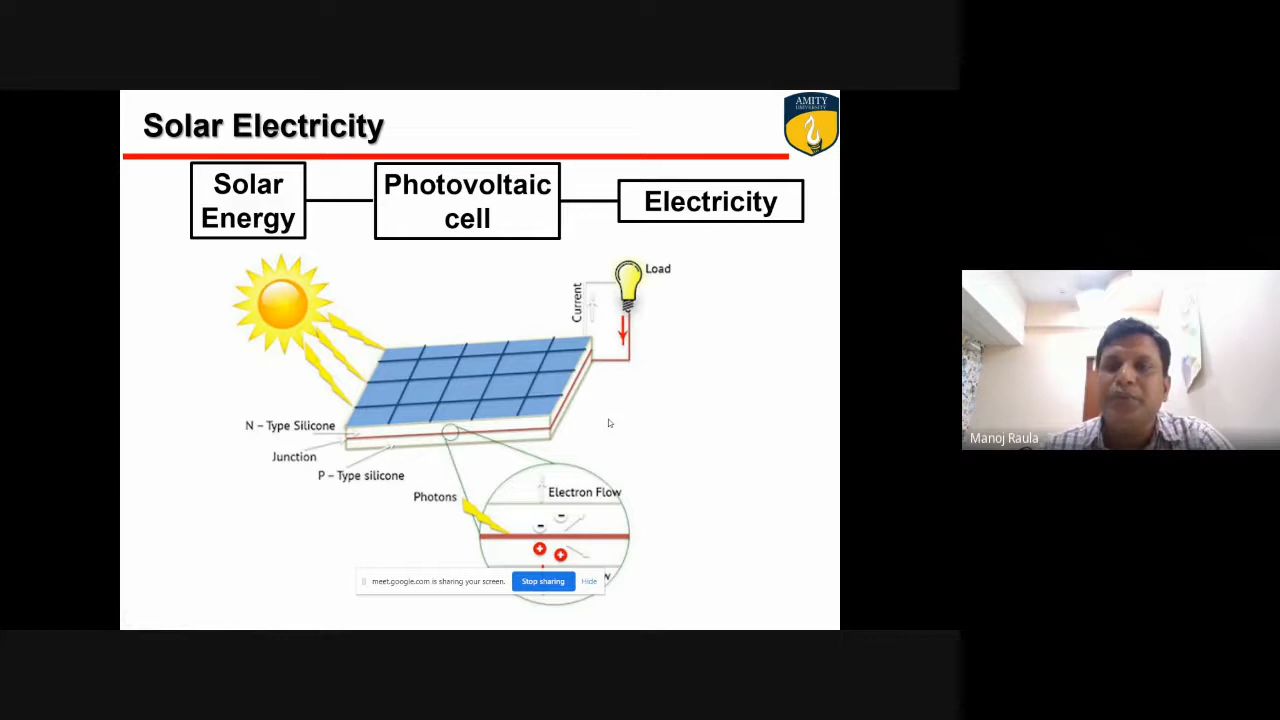 Solar Electricity
AMITY
UNIVERSITY
Solar
Energy
Photovoltaic
cell
Electricity
Load
Current
N – Type Silicone
Junction
P – Type silicone
Photons
Electron Flow
meet.google.com is sharing your screen.
Stop sharing
Hide
Manoj Raula